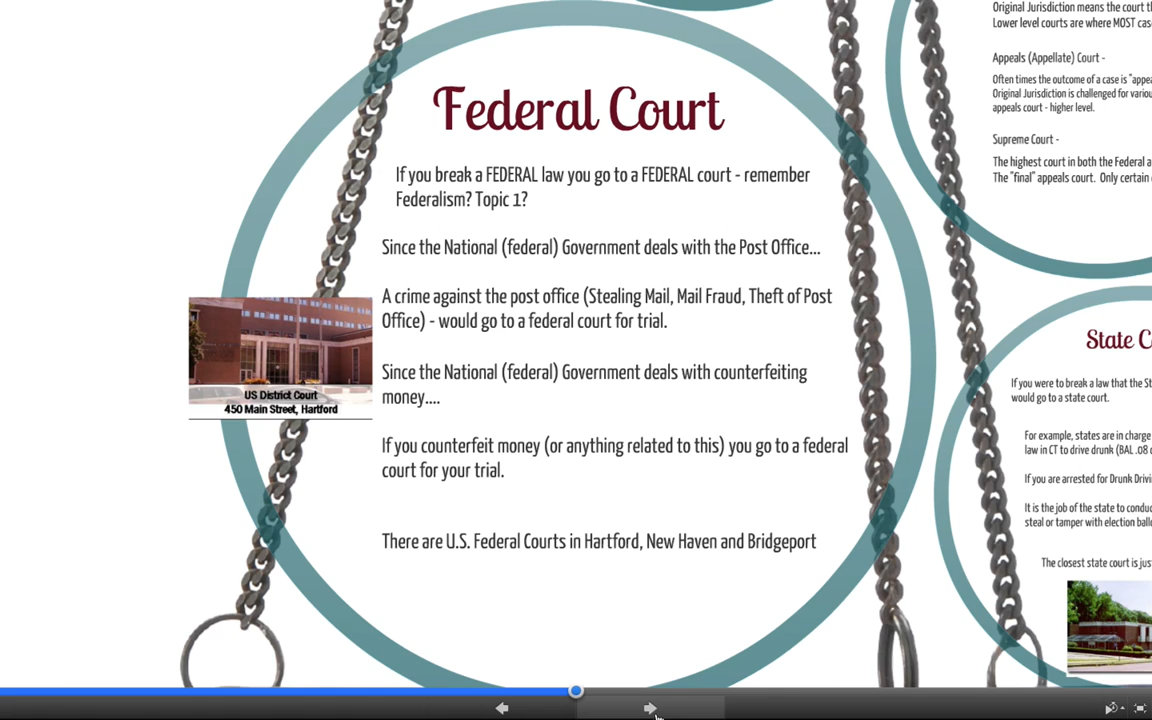 Federal Court
If you break a FEDERAL law you go to a FEDERAL court - remember
Federalism? Topic 1?
Since the National (federal) Government deals with the Post Office...
A crime against the post office (Stealing Mail, Mail Fraud, Theft of Post
Office) - would go to a federal court for trial.
Since the National (federal) Government deals with counterfeiting
money....
If you counterfeit money (or anything related to this) you go to a federal
court for your trial.
There are U.S. Federal Courts in Hartford, New Haven and Bridgeport
US District Court
450 Main Street, Hartford
Original Jurisdiction means the court
Lower level courts are where MOST
Appeals (Appellate) Court -
Often times the outcome of a case is
Original Jurisdiction is challenged for
appeals court - higher level.
Supreme Court -
The highest court in both the Federal
The "final" appeals court. Only certain
State
If you were to break a law that the
would go to a state court.
For example, states are in charge
law in CT to drive drunk (BAL .08
If you are arrested for Drunk
It is the job of the state to
steal or tamper with election
The closest state court is